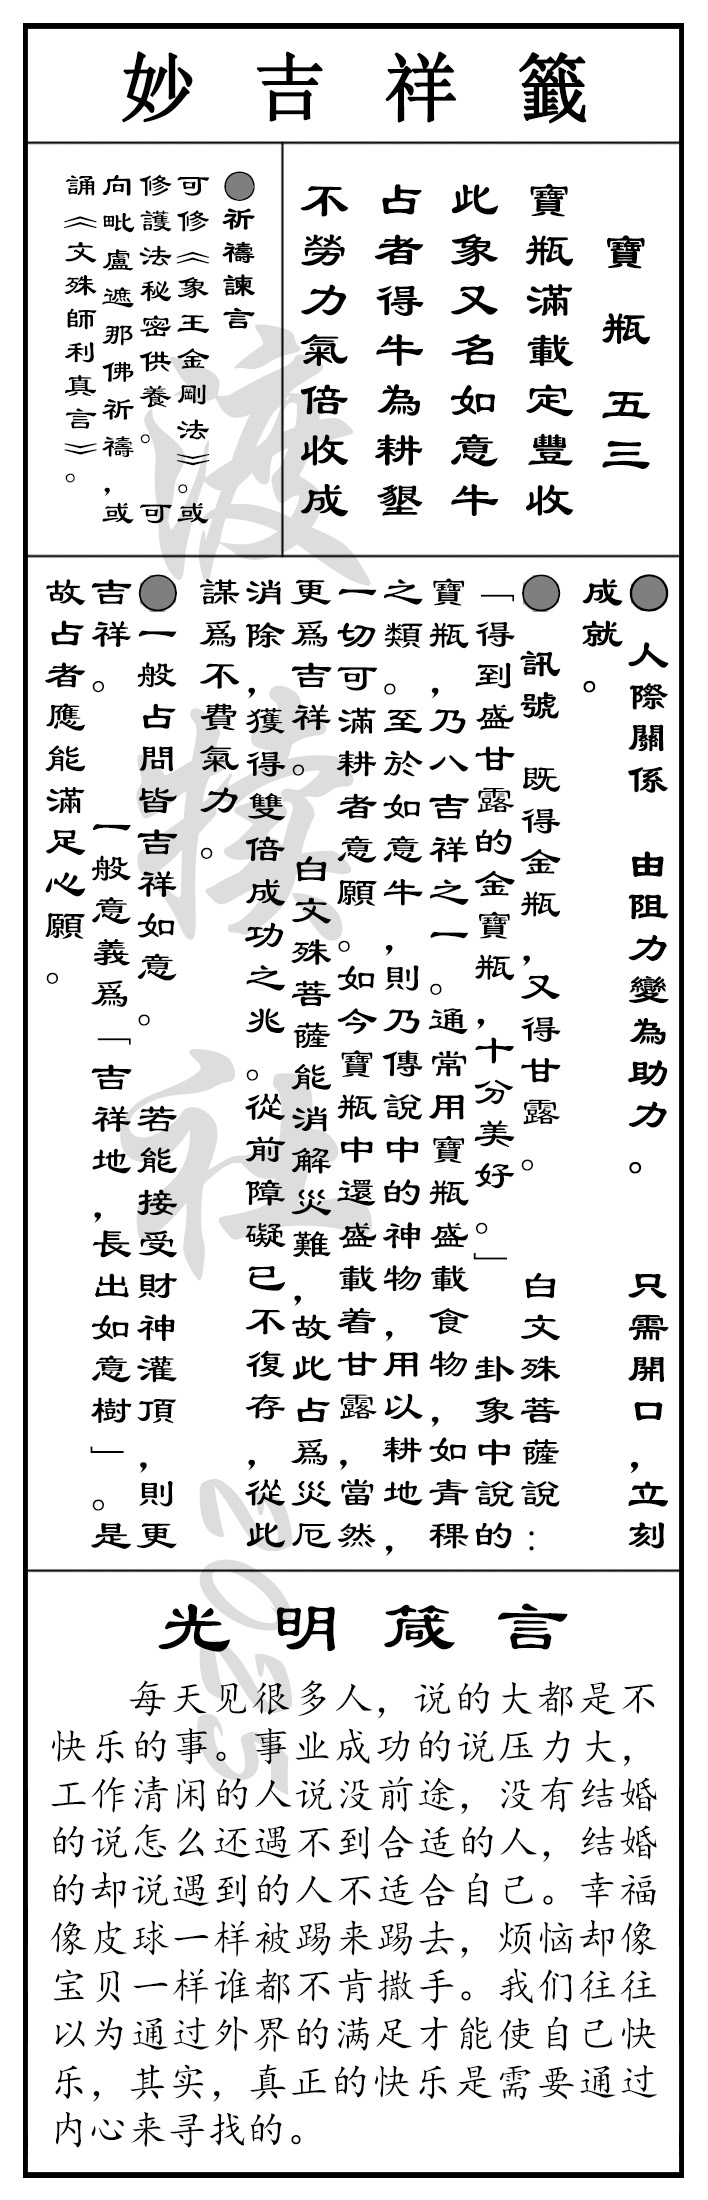 妙吉祥籤
寶瓶 五三
寶瓶滿載定豐收
此象又名如意牛
占者得牛為耕墾
不勞力氣倍收成
●祈禱諫言
可修《象王金剛法》。或
修護法秘密供養。 可
向毗盧遮那佛祈禱，或
誦《文殊師利真言》。
● 人際關係 由阻力變為助力。 只需開口，立刻
成就。
● 訊號 既得金瓶，又得甘露。 白文殊菩薩說：
「得到盛甘露的金寶瓶，十分美好。」 卦象中說的
寶瓶，乃八吉祥之一。通常用寶瓶盛載食物，如青稞
之類。至於如意牛，則乃傳說中的神物，用以耕地，
一切可滿耕者意願。如今寶瓶中還盛載着甘露，當然
更爲吉祥。 白文殊菩薩能消解災難，故此占爲災厄
消除，獲得雙倍成功之兆。從前障礙已不復存，從此
謀爲不費氣力。
●一般占問皆吉祥如意。 若能接受財神灌頂，則更
吉祥。 一般意義爲「吉祥地，長出如意樹」。是
故占者應能滿足心願。
渡犊社 2025
光明箴言
每天见很多人，说的大都是不
快乐的事。事业成功的说压力大，
工作清闲的人说没前途，没有结婚
的说怎么还遇不到合适的人，结婚
的却说遇到的人不适合自己。幸福
像皮球一样被踢来踢去，烦恼却像
宝贝一样谁都不肯撒手。我们往往
以为通过外界的满足才能使自己快
乐，其实，真正的快乐是需要通过
内心来寻找的。